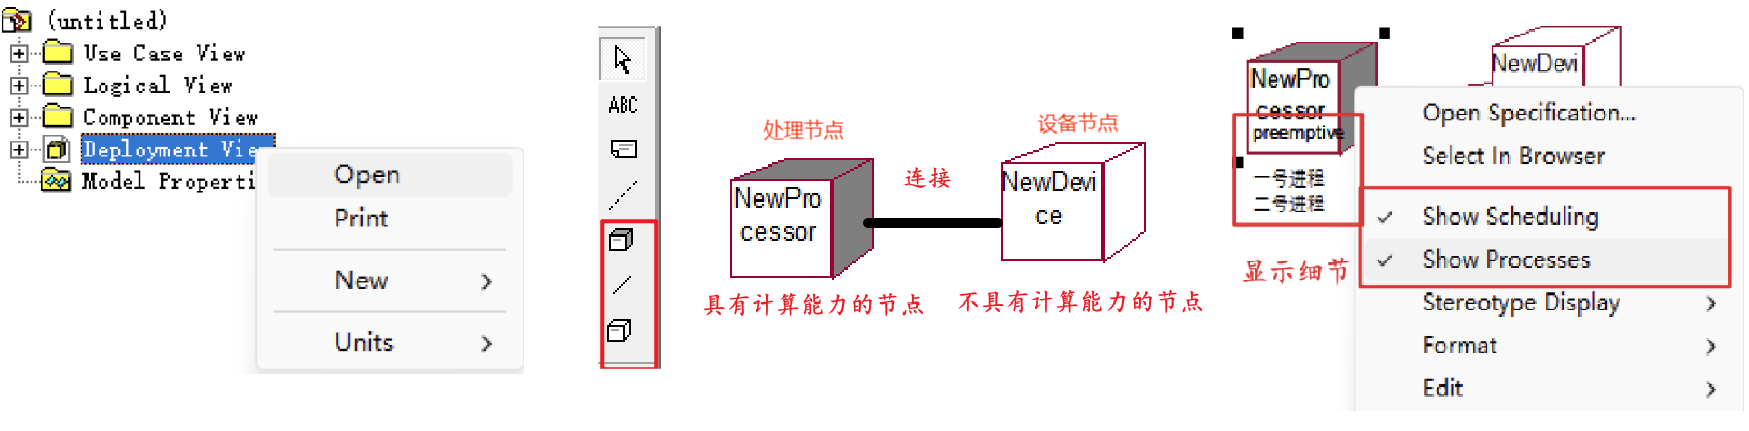 (untitled)
Use Case View
Logical View
Component View
Deployment Vie
Model Properti
Open
Print
New
Units
ABC
处理节点
NewPro
cessor
具有计算能力的节点
连接
设备节点
NewDevi
ce
不具有计算能力的节点
NewPro
cessor
preemptive
一号进程
二号进程
显示细节
NewDevi
Open Specification...
Select In Browser
Show Scheduling
Show Processes
Stereotype Display
Format
Edit